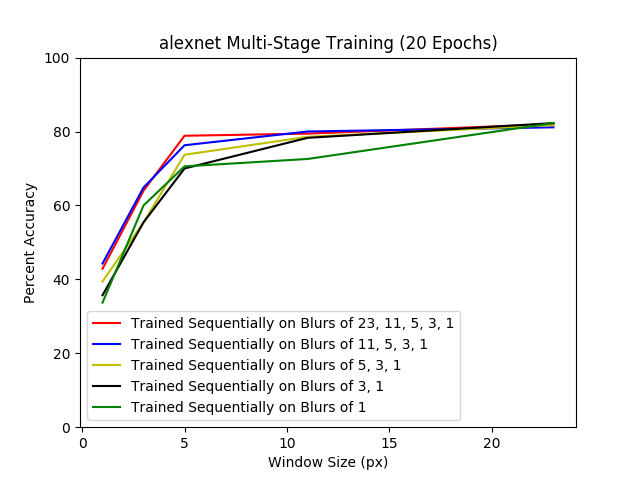 alexnet Multi-Stage Training (20 Epochs)
100
80
60
40
20
0
Percent Accuracy
Trained Sequentially on Blurs of 23, 11, 5, 3, 1
Trained Sequentially on Blurs of 11, 5, 3, 1
Trained Sequentially on Blurs of 5, 3, 1
Trained Sequentially on Blurs of 3, 1
Trained Sequentially on Blurs of 1
0 5 10 15 20
Window Size (px)